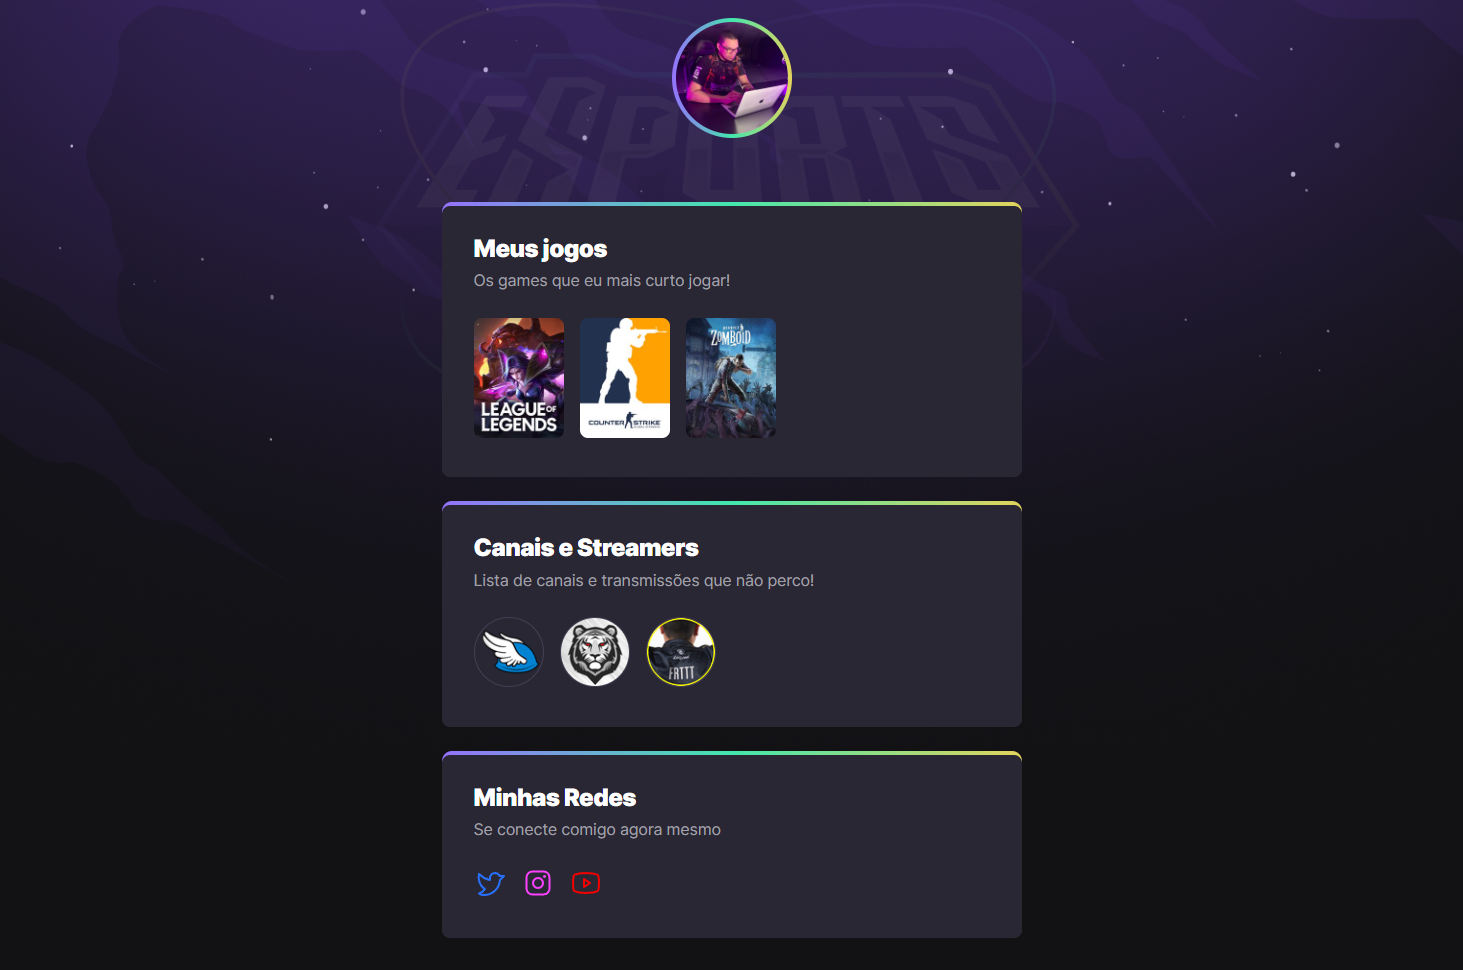 ESPORTS
Meus jogos
Os games que eu mais curto jogar!
LEAGUE OF
LEGENDS
COUNTER STRIKE
PROJECT
ZOMBOID
Canais e Streamers
Lista de canais e transmissões que não perco!
FRTTT
Minhas Redes
Se conecte comigo agora mesmo